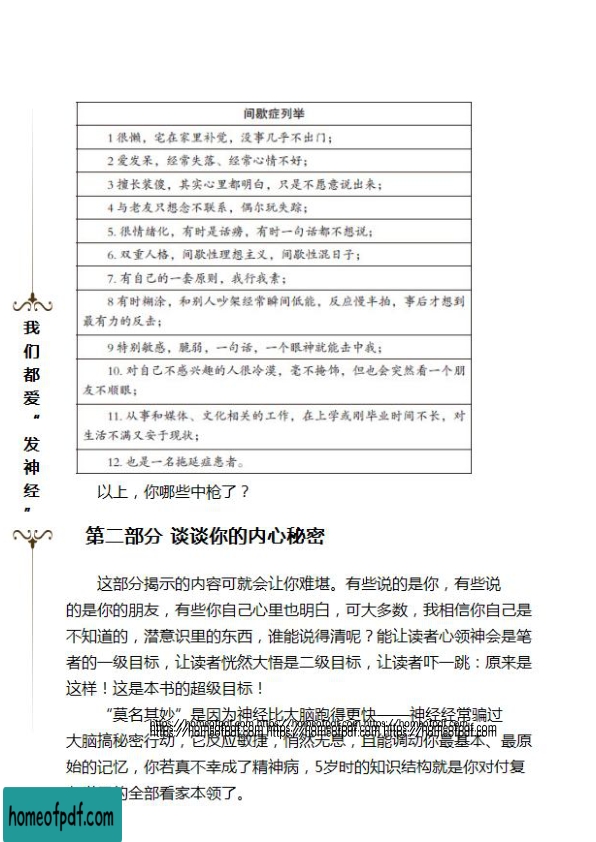 间歇症列举
1 很懒，宅在家里补觉，没事几乎不出门；
2 爱发呆，经常失落、经常心情不好；
3 擅长装傻，其实心里都明白，只是不愿意说出来；
4 与老友只想念不联系，偶尔玩失踪；
5. 很情绪化，有时是话痨，有时一句话都不想说；
6. 双重人格，间歇性理想主义，间歇性混日子；
7. 有自己的一套原则，我行我素；
8 有时糊涂，和别人吵架经常瞬间低能，反应慢半拍，事后才想到
最有力的反击；
9 特别敏感，脆弱，一句话，一个眼神就能击中我；
10. 对自己不感兴趣的人很冷漠，毫不掩饰，但也会突然看一个朋
友不顺眼；
11. 从事和媒体、文化相关的工作，在上学或刚毕业时间不长，对
生活不满又安于现状；
12. 也是一名拖延症患者。
我们都爱“发神经”
以上，你哪些中枪了？
第二部分 谈谈你的内心秘密
这部分揭示的内容可就会让你难堪。有些说的是你，有些说
的是你的朋友，有些你自己心里也明白，可大多数，我相信你自己是
不知道的，潜意识里的东西，谁能说得清呢？能让读者心领神会是笔
者的一级目标，让读者恍然大悟是二级目标，让读者吓一跳：原来是
这样！这是本书的超级目标！
“莫名其妙”是因为神经比大脑跑得更快——神经经常骗过
https://homeofpdf.com https://homeofpdf.com https://homeofpdf.com
https://homeofpdf.com https://homeofpdf.com https://homeofpdf.com
大脑搞秘密行动，它反应敏捷，悄然无息，且能调动你最基本、最原
始的记忆，你若真不幸成了精神病，5岁时的知识结构就是你对付复
的全部看家本领了。
homeofpdf.com